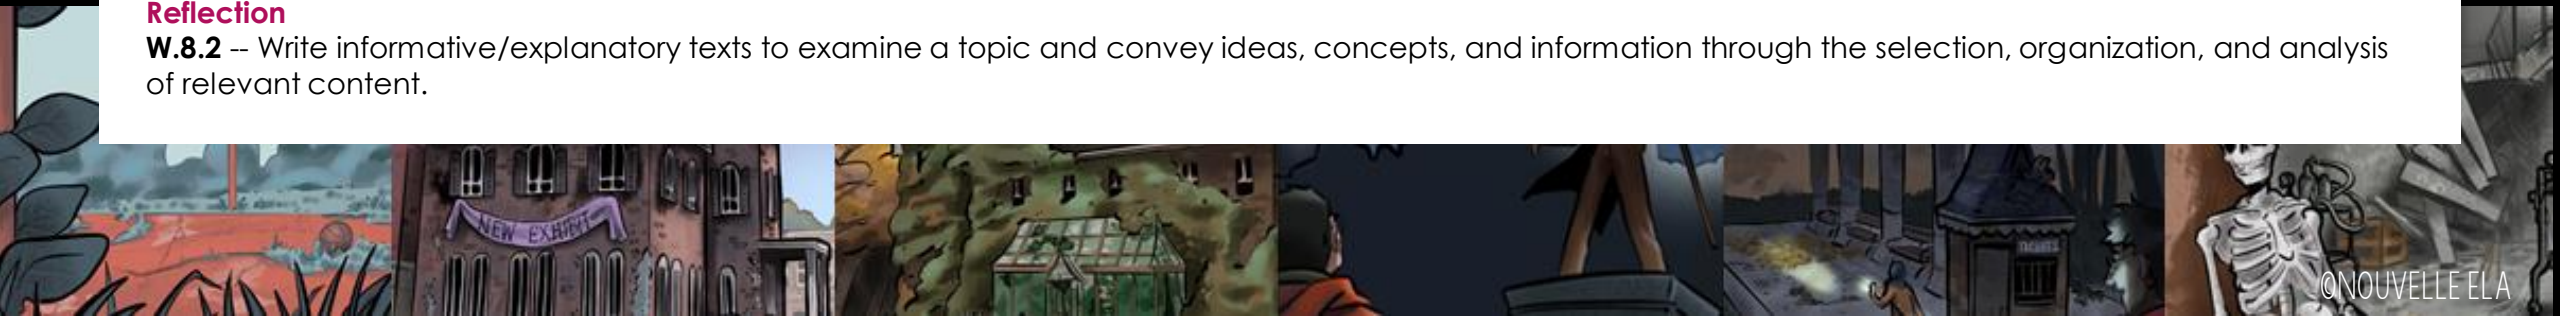 Reflection
W.8.2 -- Write informative/explanatory texts to examine a topic and convey ideas, concepts, and information through the selection, organization, and analysis
of relevant content.
NEW EXHIBIT
TICKETS
©NOUVELLE ELA